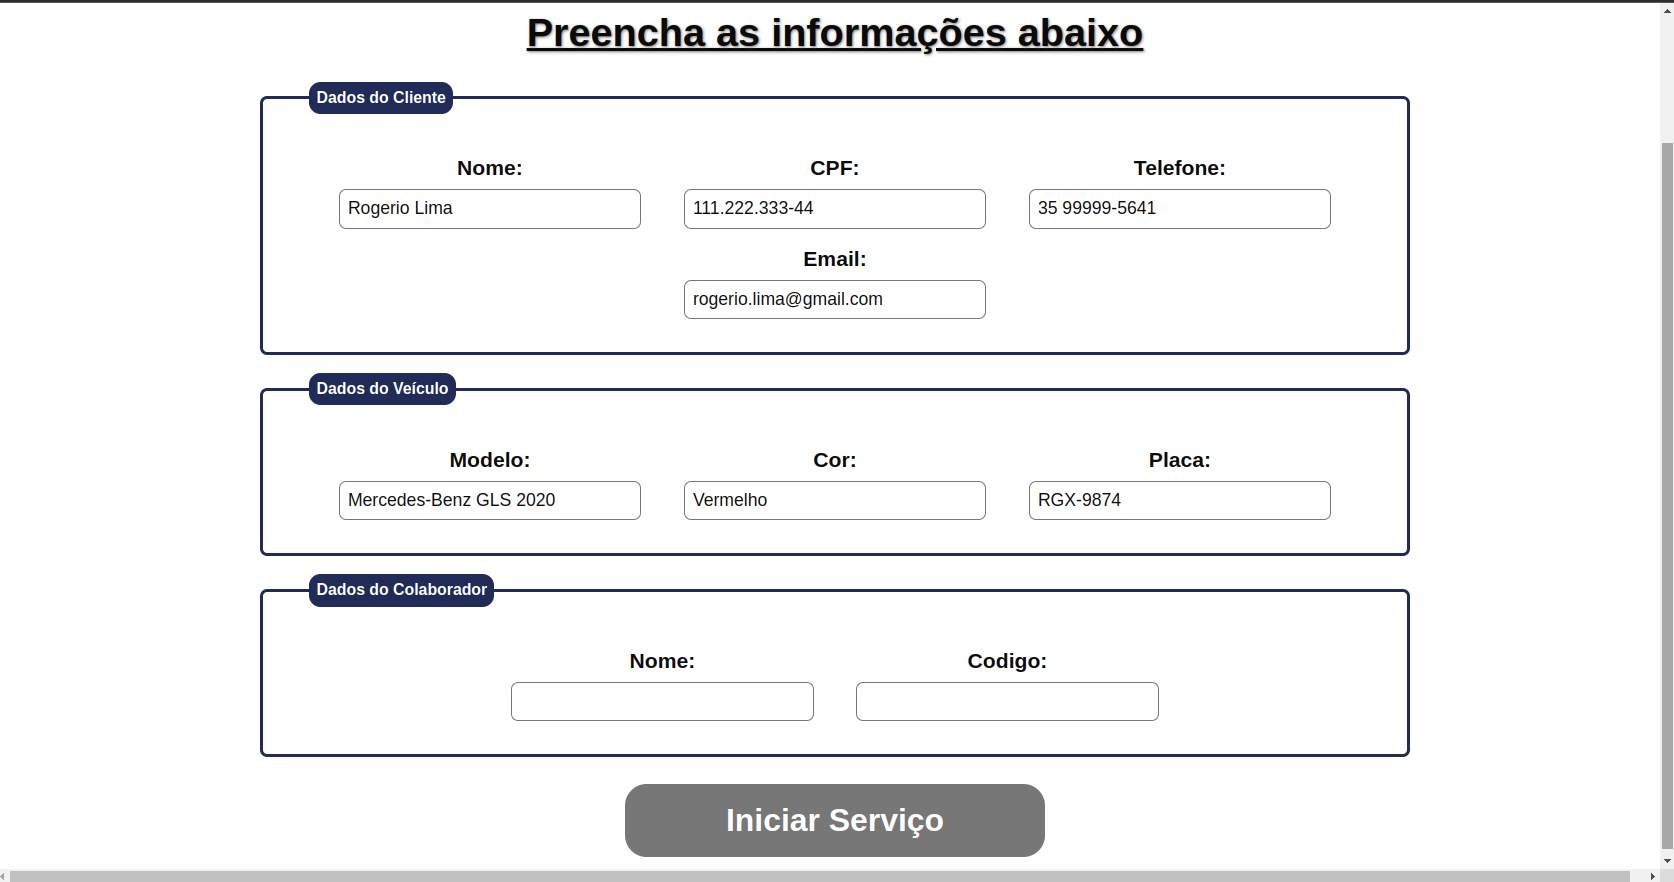 Preencha as informações abaixo
Dados do Cliente
Nome: CPF: Telefone:
Rogerio Lima 111.222.333-44 35 99999-5641
Email:
rogerio.lima@gmail.com
Dados do Veículo
Modelo: Cor: Placa:
Mercedes-Benz GLS 2020 Vermelho RGX-9874
Dados do Colaborador
Nome: Codigo:
Iniciar Serviço